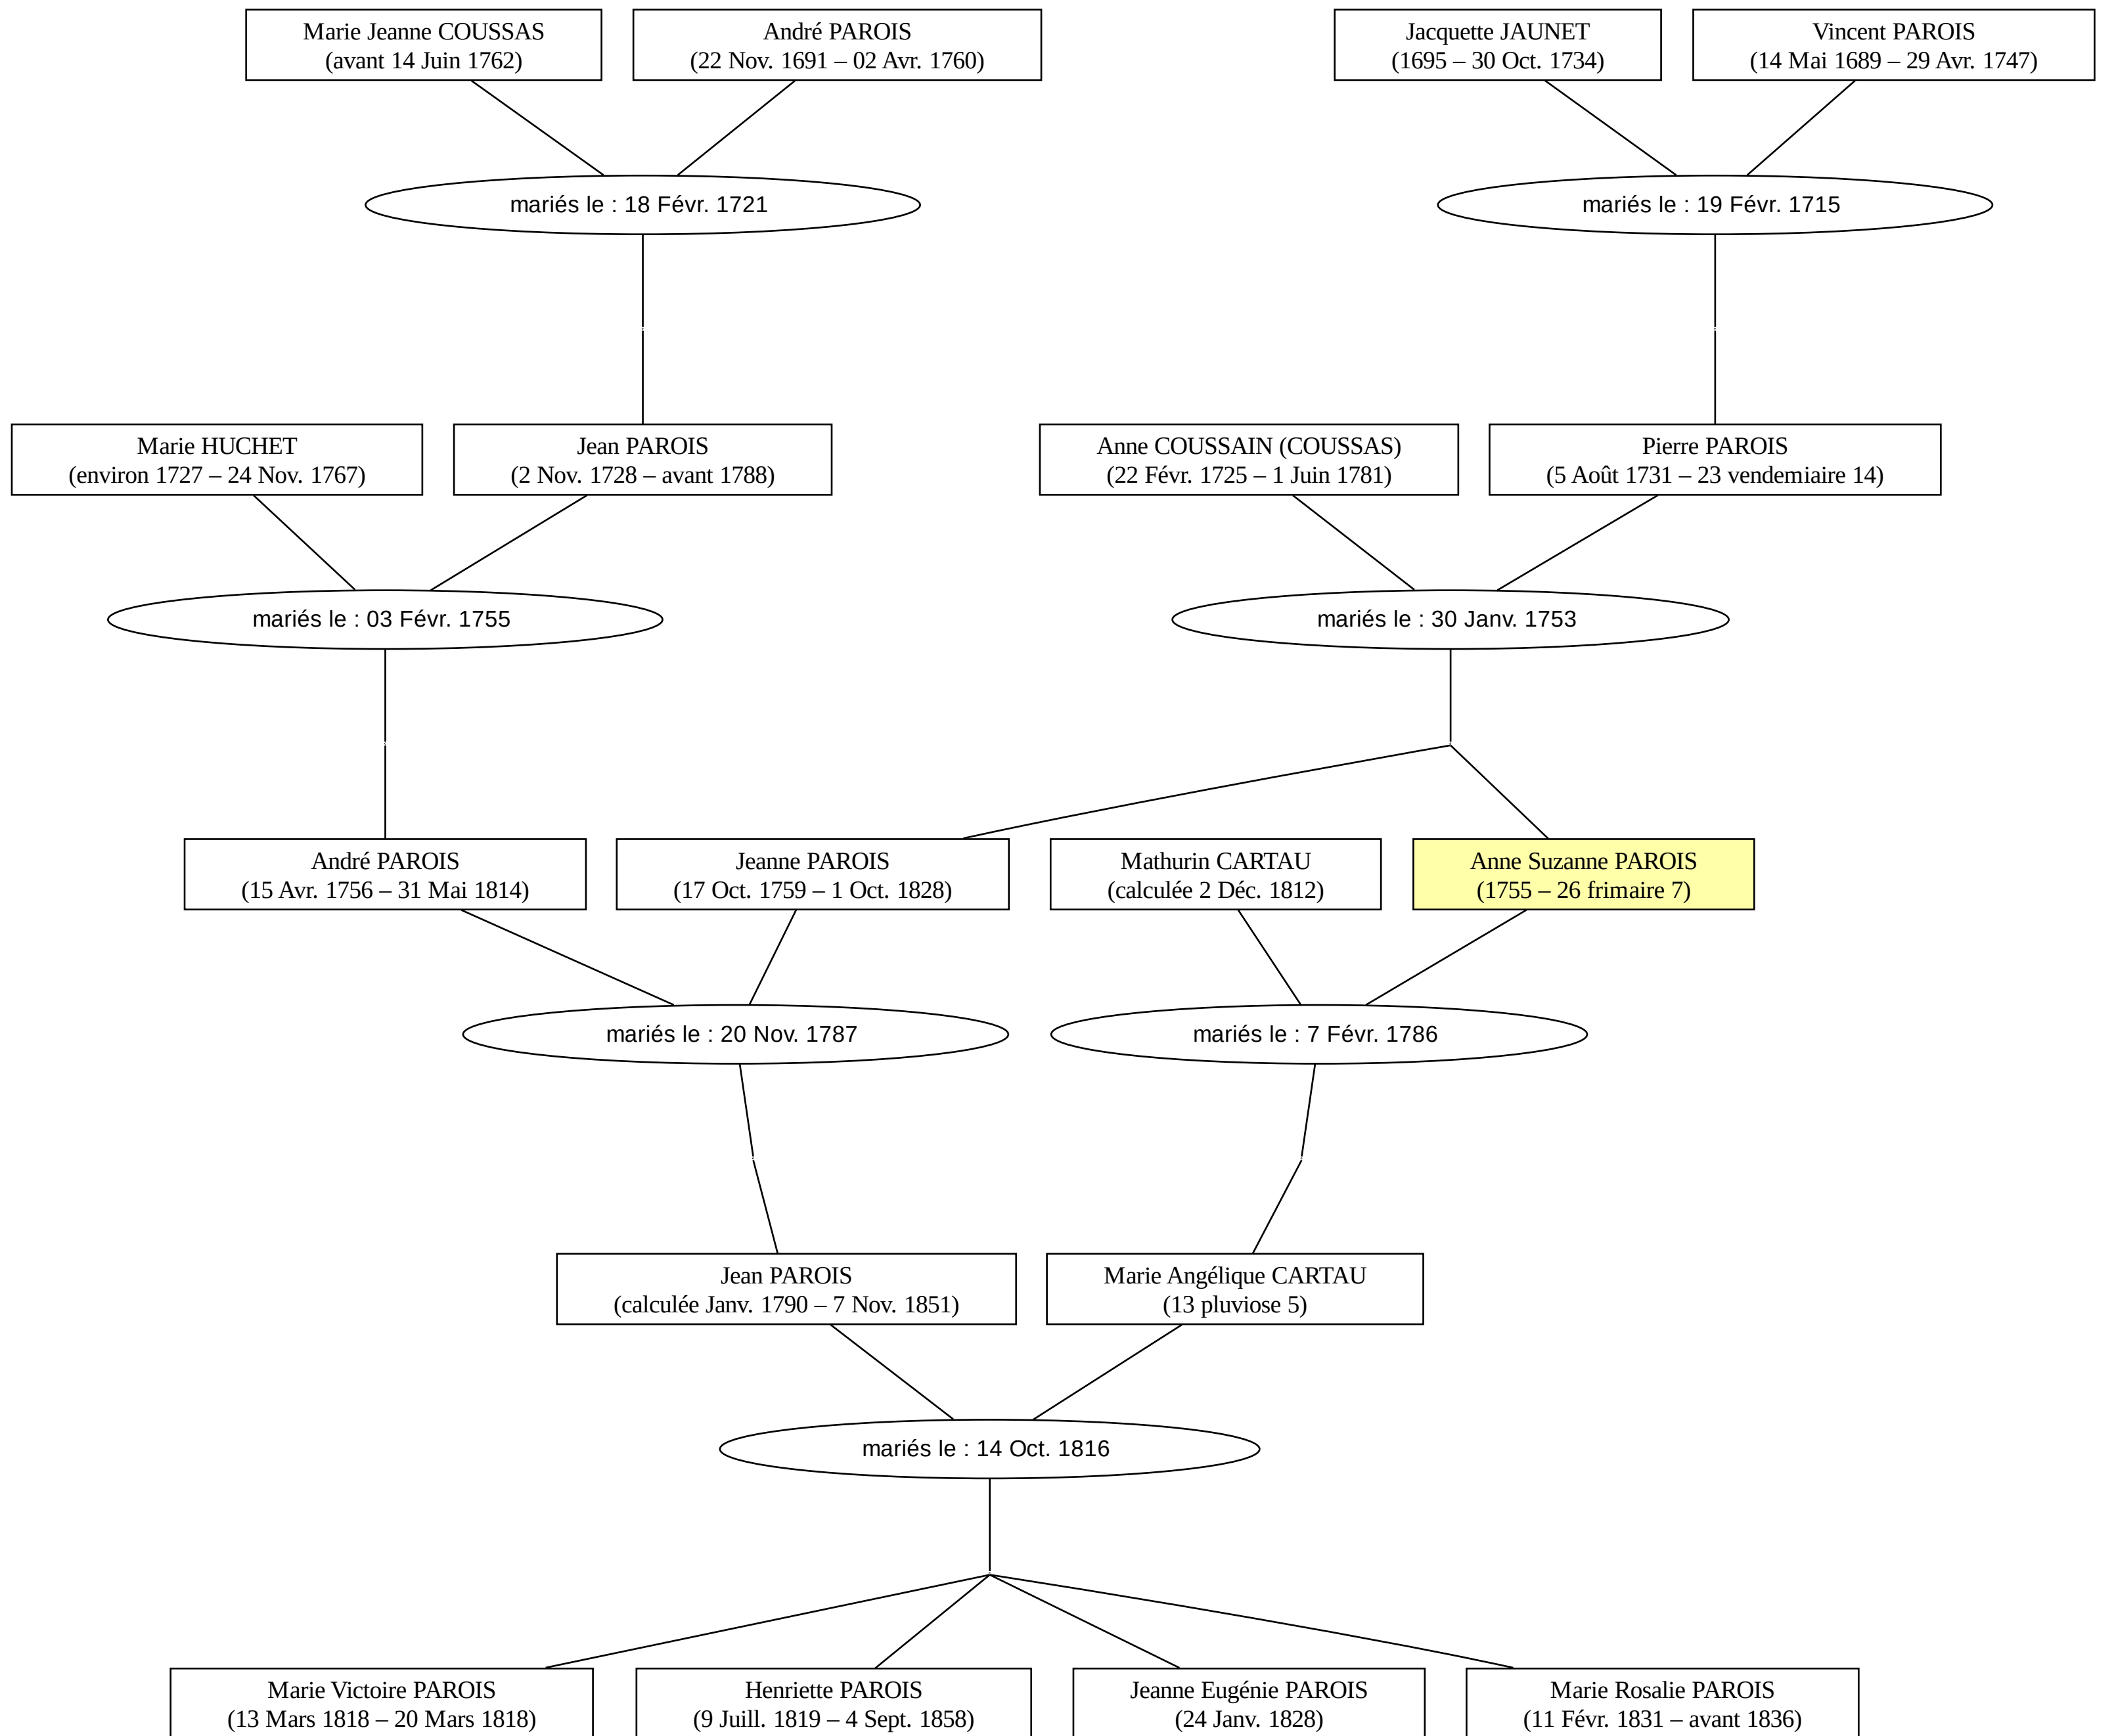 Marie Jeanne COUSSAS
(avant 14 Juin 1762)
André PAROIS
(22 Nov. 1691 – 02 Avr. 1760)
Jacquette JAUNET
(1695 – 30 Oct. 1734)
Vincent PAROIS
(14 Mai 1689 – 29 Avr. 1747)
mariés le : 18 Févr. 1721
mariés le : 19 Févr. 1715
Marie HUCHET
(environ 1727 – 24 Nov. 1767)
Jean PAROIS
(2 Nov. 1728 – avant 1788)
Anne COUSSAIN (COUSSAS)
(22 Févr. 1725 – 1 Juin 1781)
Pierre PAROIS
(5 Août 1731 – 23 vendemiaire 14)
mariés le : 03 Févr. 1755
mariés le : 30 Janv. 1753
André PAROIS
(15 Avr. 1756 – 31 Mai 1814)
Jeanne PAROIS
(17 Oct. 1759 – 1 Oct. 1828)
Mathurin CARTAU
(calculée 2 Déc. 1812)
Anne Suzanne PAROIS
(1755 – 26 frimaire 7)
mariés le : 20 Nov. 1787
mariés le : 7 Févr. 1786
Jean PAROIS
(calculée Janv. 1790 – 7 Nov. 1851)
Marie Angélique CARTAU
(13 pluviose 5)
mariés le : 14 Oct. 1816
Marie Victoire PAROIS
(13 Mars 1818 – 20 Mars 1818)
Henriette PAROIS
(9 Juill. 1819 – 4 Sept. 1858)
Jeanne Eugénie PAROIS
(24 Janv. 1828)
Marie Rosalie PAROIS
(11 Févr. 1831 – avant 1836)